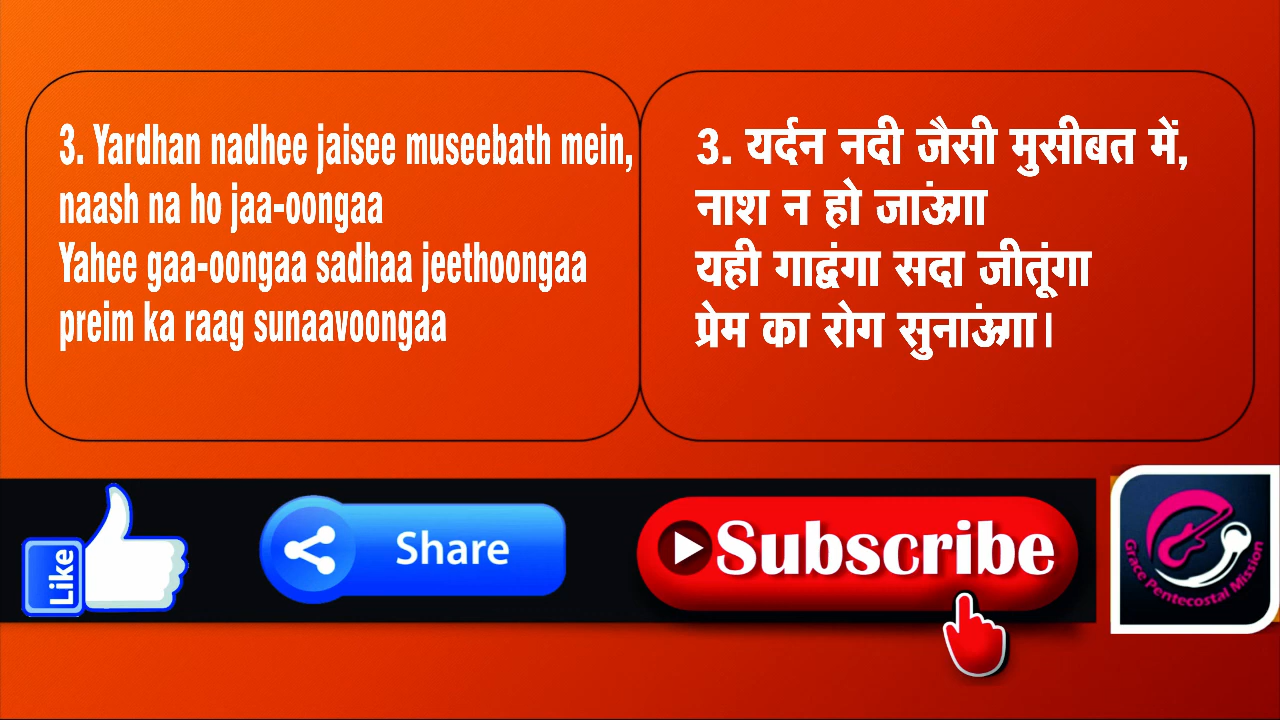 3. Yardhan nadhee jaisee museebath mein,
naash na ho jaa-oongaa
Yahee gaa-oongaa sadhaa jeethoongaa
preim ka raag sunaavoongaa
3. यर्दन नदी जैसी मुसीबत में,
नाश न हो जाऊंगा
यही गाद्वंगा सदा जीतूंगा
प्रेम का रोग सुनाऊंगा।
Like
Share
Subscribe
Grace Pentecostal Mission